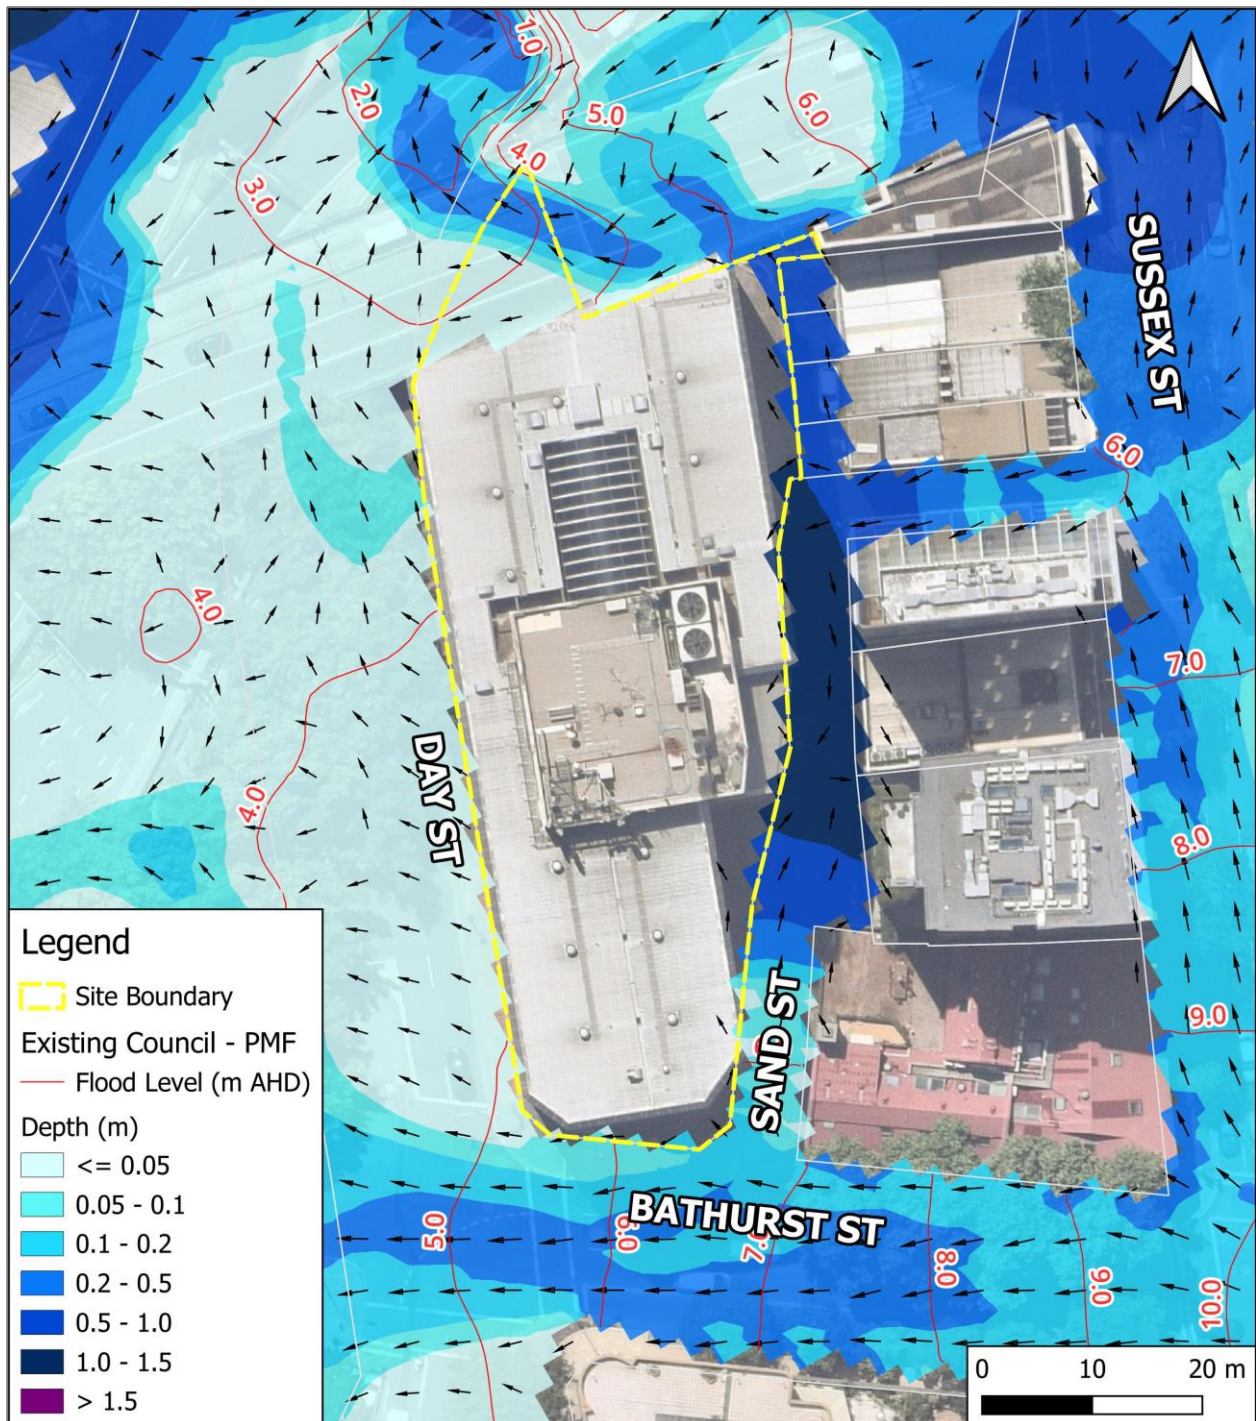 1.0
2.0
5.0
6.0
4.0
3.0
SUSSEX ST
6.0
4.0
7.0
DAY ST
4.0
8.0
SAND ST
9.0
BATHURST ST
5.0
6.0
7.0
8.0
9.0
10.0
Legend
Site Boundary
Existing Council - PMF
Flood Level (m AHD)
Depth (m)
<= 0.05
0.05 - 0.1
0.1 - 0.2
0.2 - 0.5
0.5 - 1.0
1.0 - 1.5
> 1.5
0 10 20 m